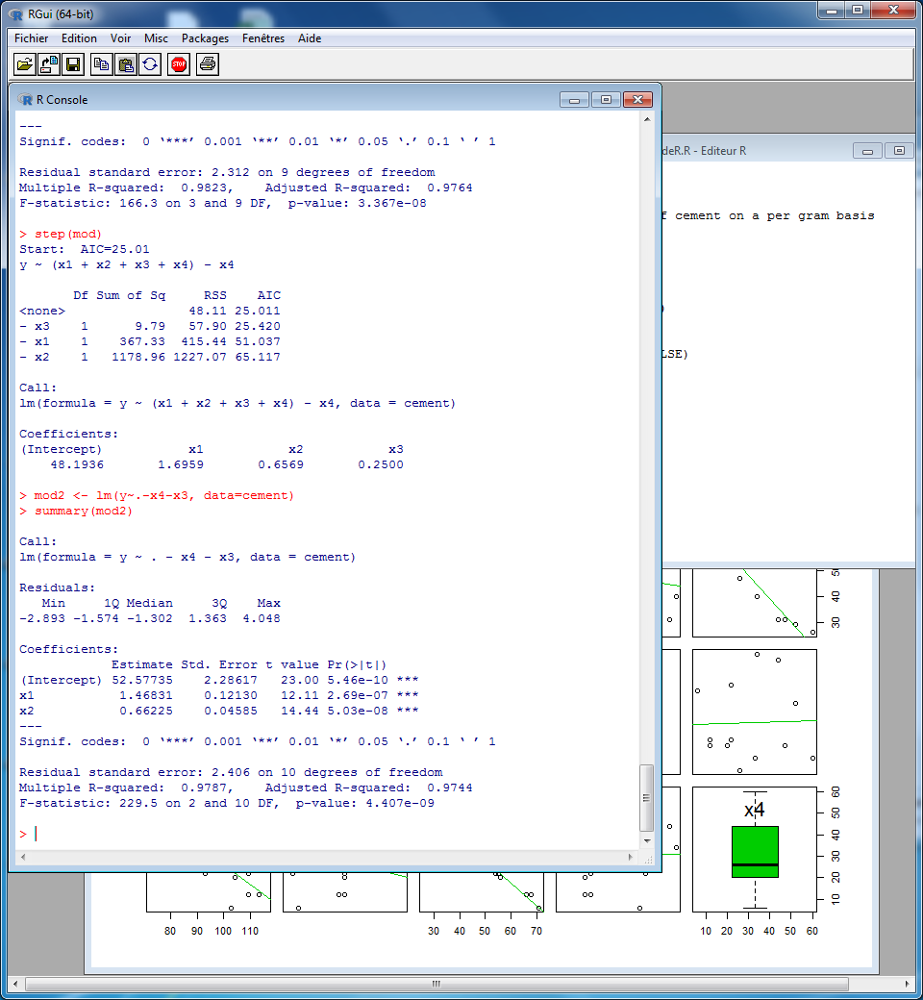 RGui (64-bit)
Fichier Edition Voir Misc Packages Fenêtres Aide
STOP
R Console
---
Signif. codes:  0 ‘***’ 0.001 ‘**’ 0.01 ‘*’ 0.05 ‘.’ 0.1 ‘ ’ 1
Residual standard error: 2.312 on 9 degrees of freedom
Multiple R-squared:  0.9823,    Adjusted R-squared:  0.9764
F-statistic: 166.3 on 3 and 9 DF,  p-value: 3.367e-08
> step(mod)
Start:  AIC=25.01
y ~ (x1 + x2 + x3 + x4) - x4
       Df Sum of Sq     RSS    AIC
<none>                48.11 25.011
- x3    1      9.79   57.90 25.420
- x1    1    367.33  415.44 51.037
- x2    1   1178.96 1227.07 65.117
Call:
lm(formula = y ~ (x1 + x2 + x3 + x4) - x4, data = cement)
Coefficients:
(Intercept)           x1           x2           x3
    48.1936       1.6959       0.6569       0.2500
> mod2 <- lm(y~.-x4-x3, data=cement)
> summary(mod2)
Call:
lm(formula = y ~ . - x4 - x3, data = cement)
Residuals:
   Min     1Q Median     3Q    Max
-2.893 -1.574 -1.302  1.363  4.048
Coefficients:
            Estimate Std. Error t value Pr(>|t|)
(Intercept) 52.57735    2.28617   23.00 5.46e-10 ***
x1           1.46831    0.12130   12.11 2.69e-07 ***
x2           0.66225    0.04585   14.44 5.03e-08 ***
---
Signif. codes:  0 ‘***’ 0.001 ‘**’ 0.01 ‘*’ 0.05 ‘.’ 0.1 ‘ ’ 1
Residual standard error: 2.406 on 10 degrees of freedom
Multiple R-squared:  0.9787,    Adjusted R-squared:  0.9744
F-statistic: 229.5 on 2 and 10 DF,  p-value: 4.407e-09
>
deR.R - Editeur R
f cement on a per gram basis
)
LSE)
50
40
30
x4
60
50
40
30
20
10
80 90 100 110
30 40 50 60 70
10 20 30 40 50 60